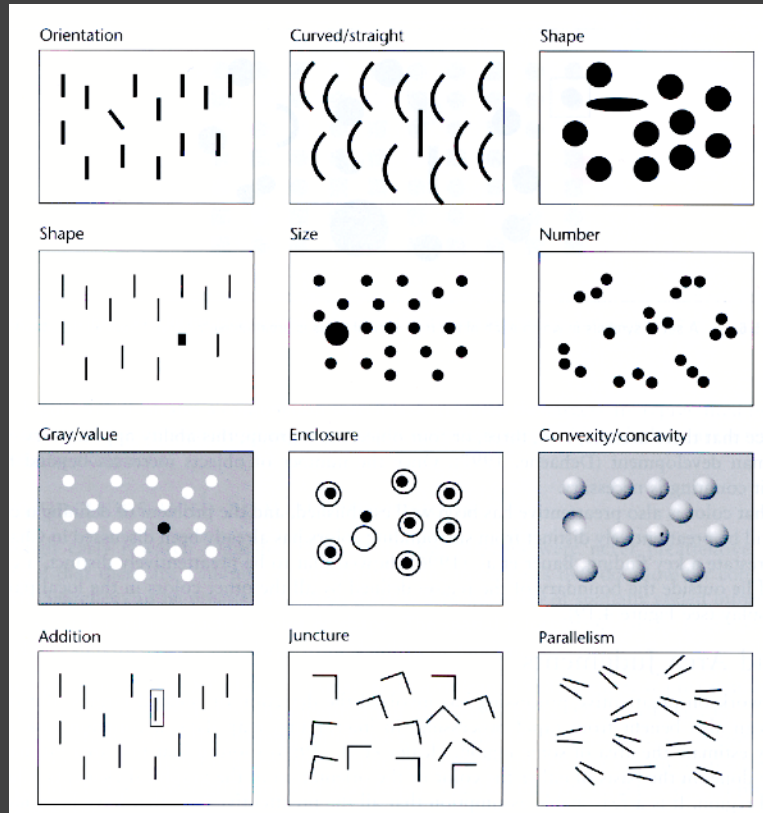 Orientation
Curved/straight
Shape
Shape
Size
Number
Gray/value
Enclosure
Convexity/concavity
Addition
Juncture
Parallelism